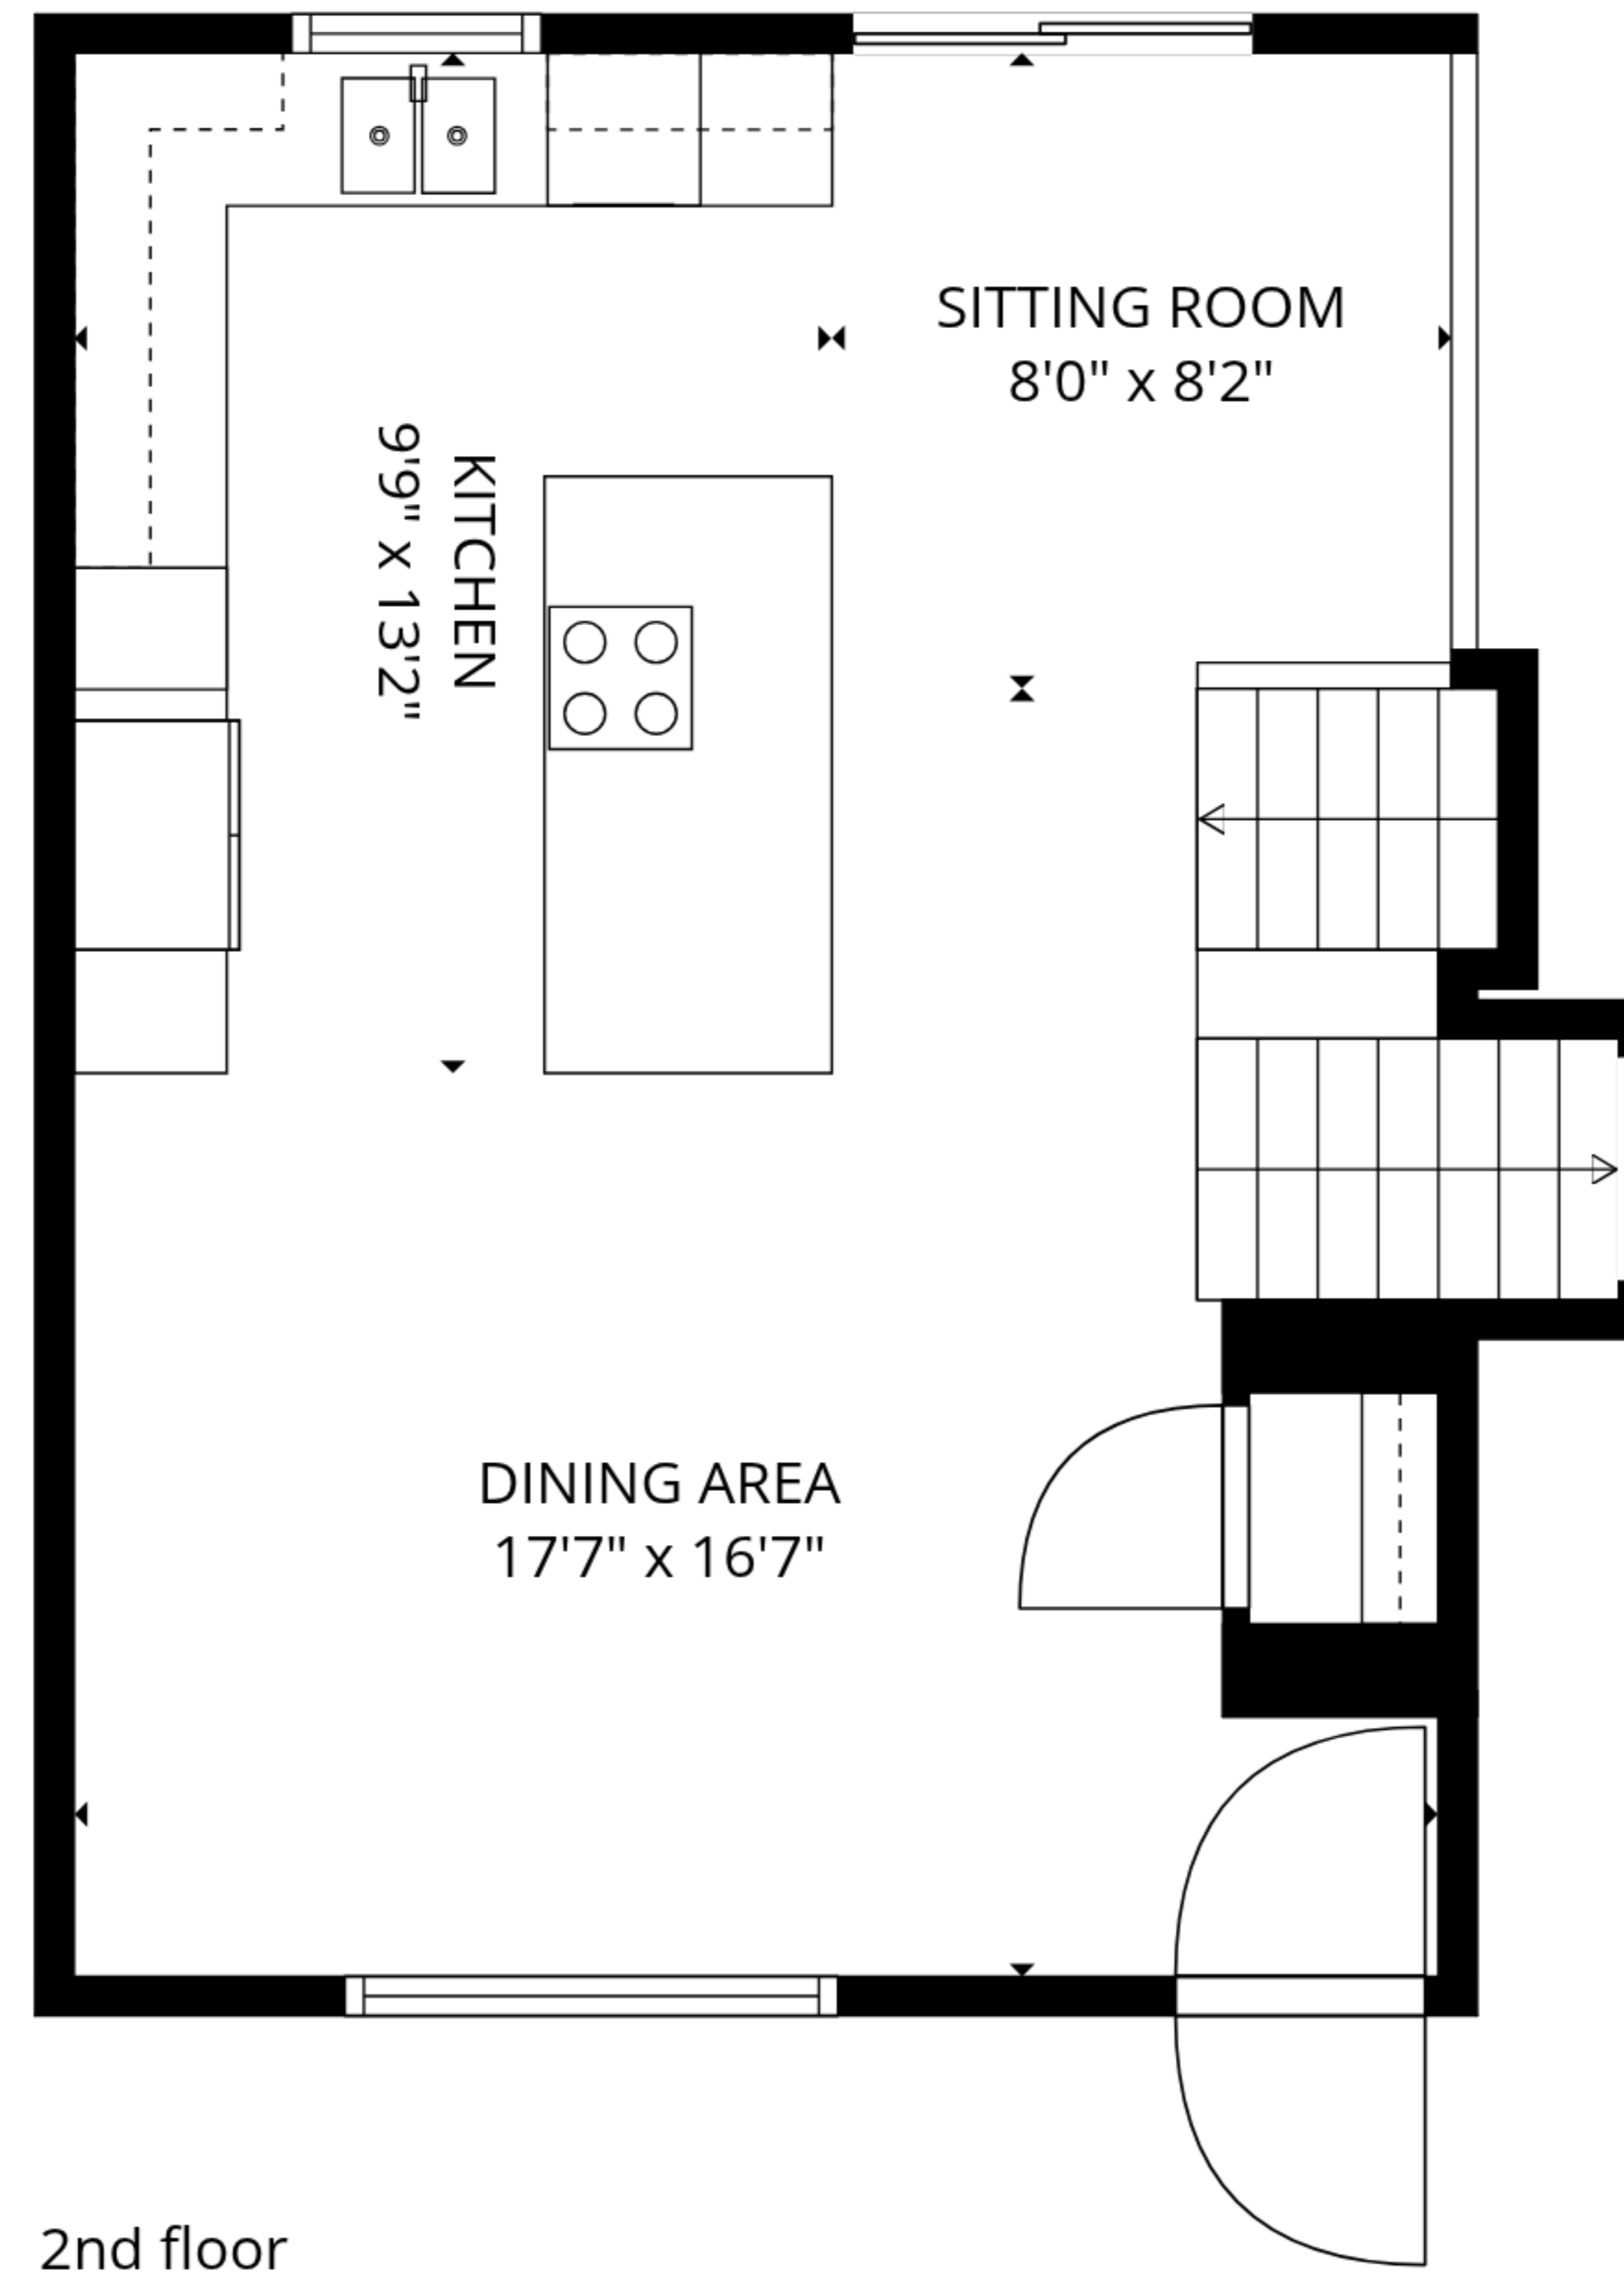 SITTING ROOM
8'0" x 8'2"
KITCHEN
9'9" x 13'2"
DINING AREA
17'7" x 16'7"
2nd floor